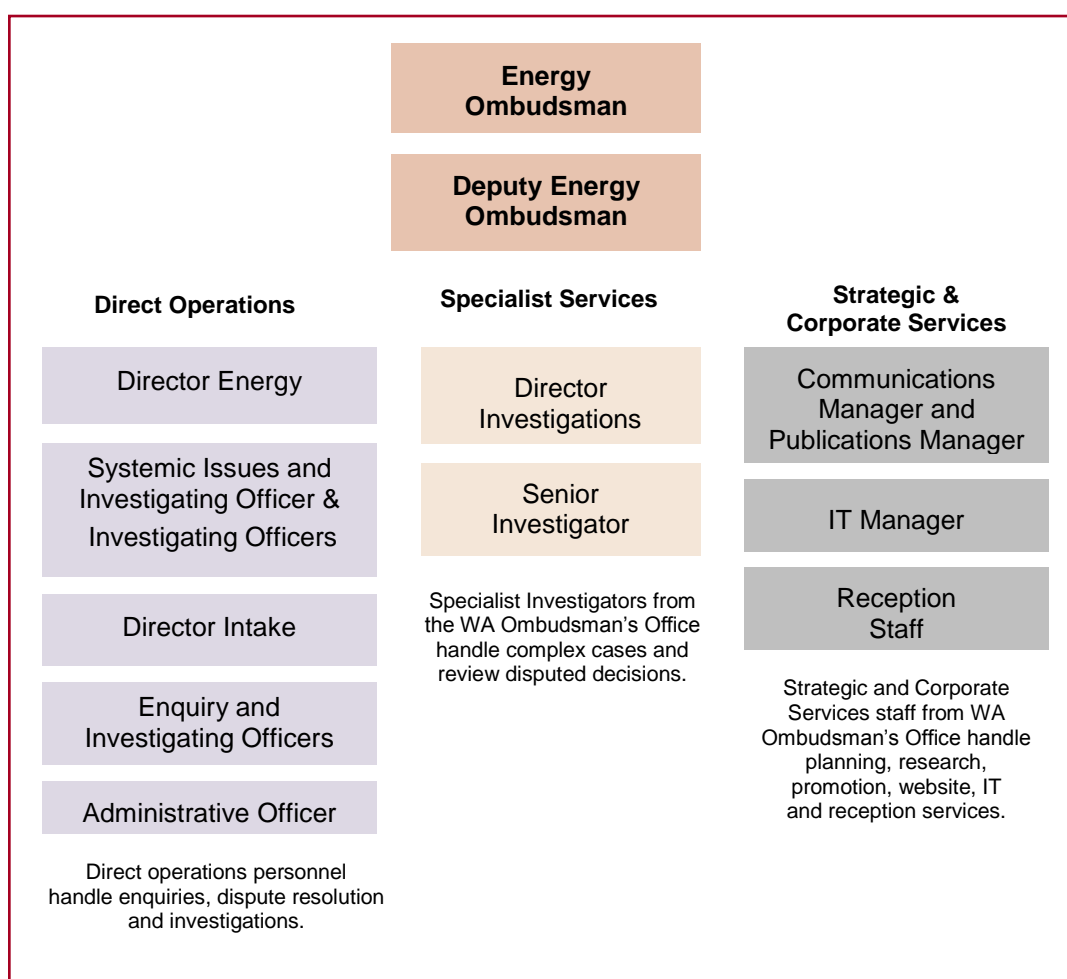 Energy
Ombudsman
Deputy Energy
Ombudsman
Direct Operations
Director Energy
Systemic Issues and
Investigating Officer &
Investigating Officers
Director Intake
Enquiry and
Investigating Officers
Administrative Officer
Direct operations personnel
handle enquiries, dispute resolution
and investigations.
Specialist Services
Director
Investigations
Senior
Investigator
Specialist Investigators from
the WA Ombudsman’s Office
handle complex cases and
review disputed decisions.
Strategic &
Corporate Services
Communications
Manager and
Publications Manager
IT Manager
Reception
Staff
Strategic and Corporate
Services staff from WA
Ombudsman’s Office handle
planning, research,
promotion, website, IT
and reception services.